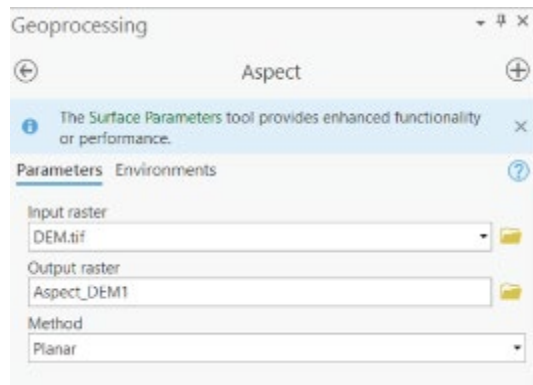 Geoprocessing
Aspect
The Surface Parameters tool provides enhanced functionality
or performance.
Parameters Environments
Input raster
DEM.tif
Output raster
Aspect_DEM1
Method
Planar